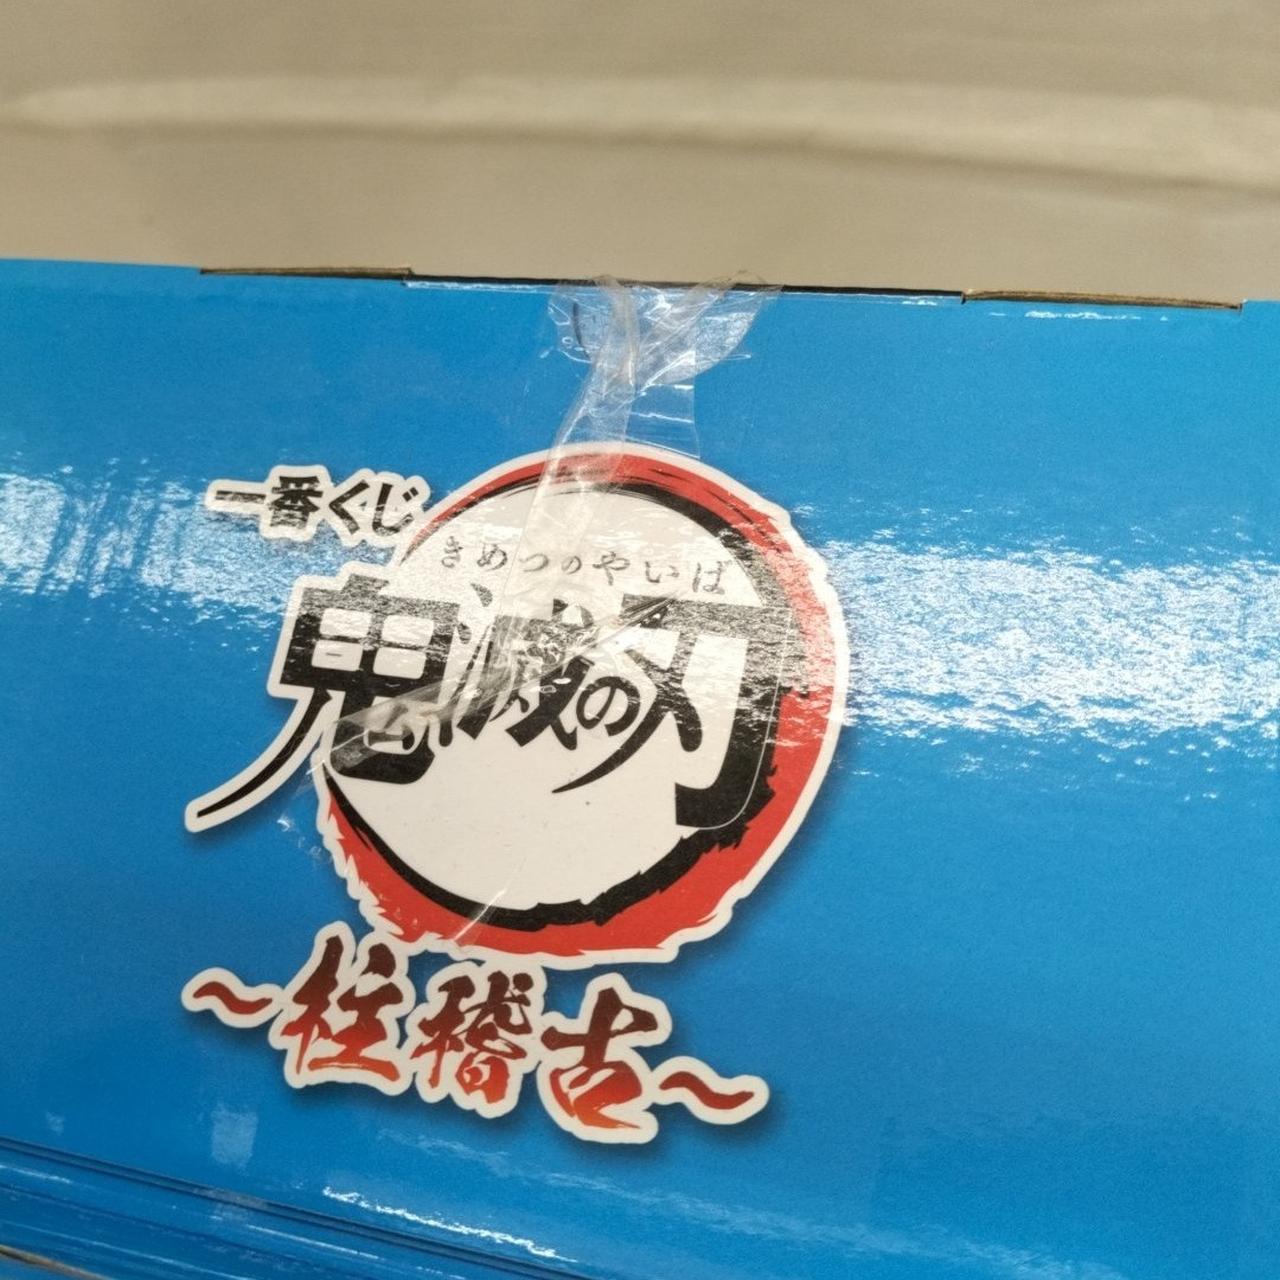 一番くじ
きめつのやいば
鬼滅の刃
〜柱稽古〜